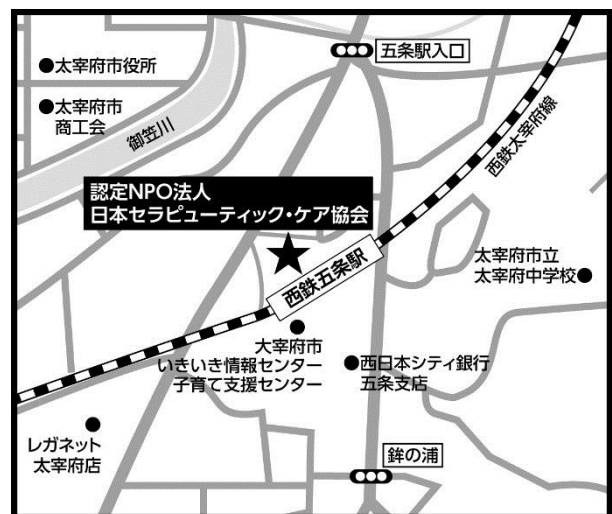 五条駅入口
太宰府市役所
太宰府市
商工会
御笠川
西鉄太宰府線
認定NPO法人
日本セラピューティック・ケア協会
西鉄五条駅
太宰府市立
太宰府中学校
大宰府市
いきいき情報センター
子育て支援センター
西日本シティ銀行
五条支店
レガネット
太宰府店
鉾の浦